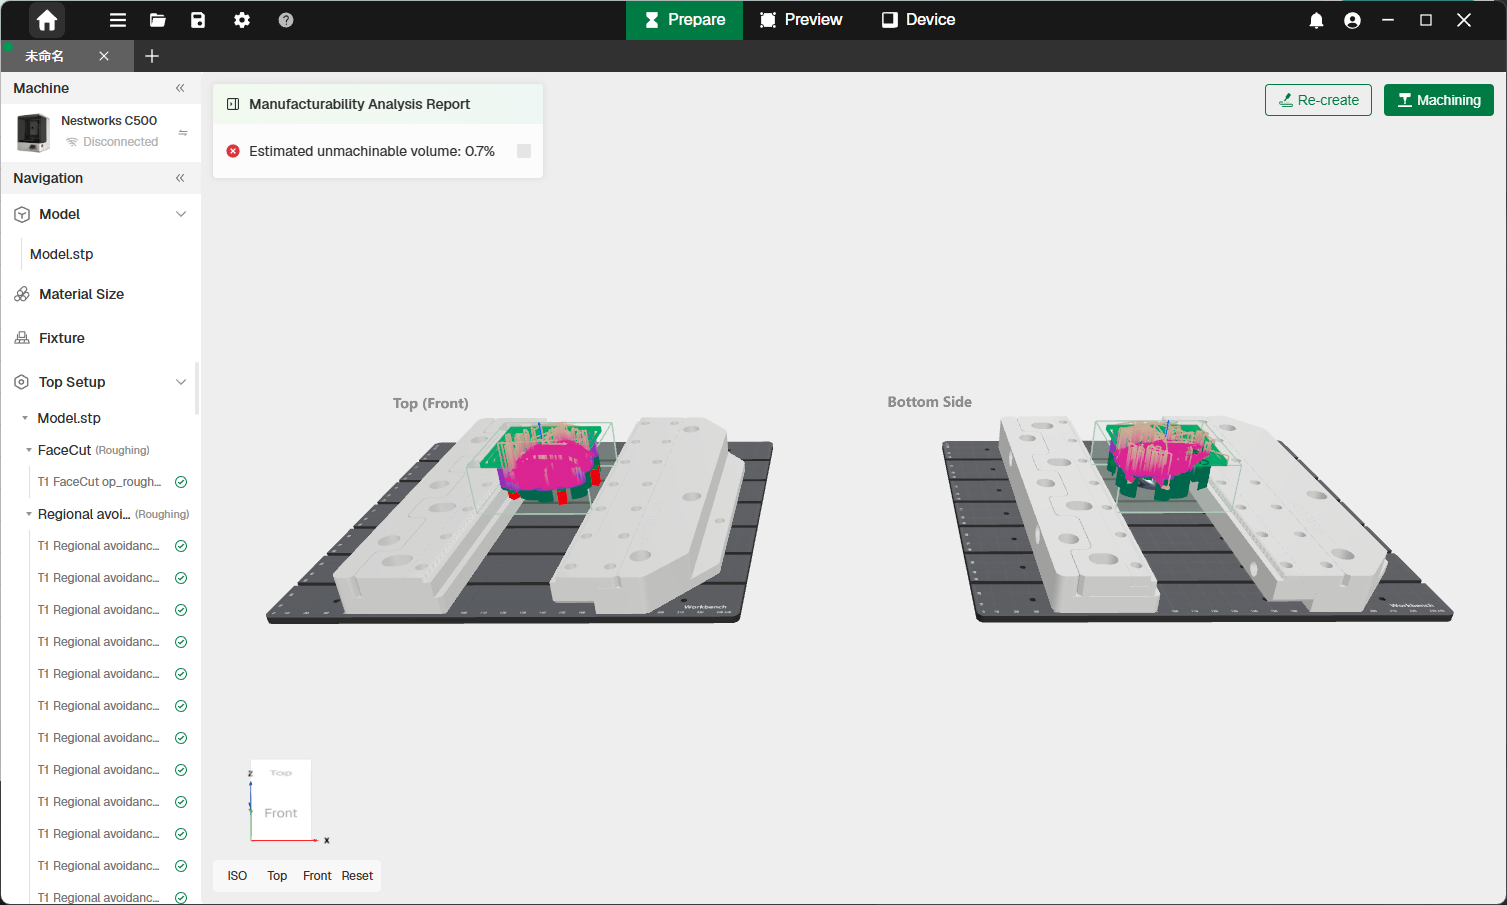 Prepare
Preview
Device
未命名
Machine
Nestworks C500
Disconnected
Navigation
Model
Model.stp
Material Size
Fixture
Top Setup
Model.stp
FaceCut (Roughing)
T1 FaceCut op_rough...
Regional avoi... (Roughing)
T1 Regional avoidanc...
T1 Regional avoidanc...
T1 Regional avoidanc...
T1 Regional avoidanc...
T1 Regional avoidanc...
T1 Regional avoidanc...
T1 Regional avoidanc...
T1 Regional avoidanc...
T1 Regional avoidanc...
T1 Regional avoidanc...
T1 Regional avoidanc...
T1 Regional avoidanc...
Manufacturability Analysis Report
Estimated unmachinable volume: 0.7%
Re-create
Machining
Top (Front)
Bottom Side
Workbench
Workbench
Z
Top
Front
X
ISO
Top
Front
Reset